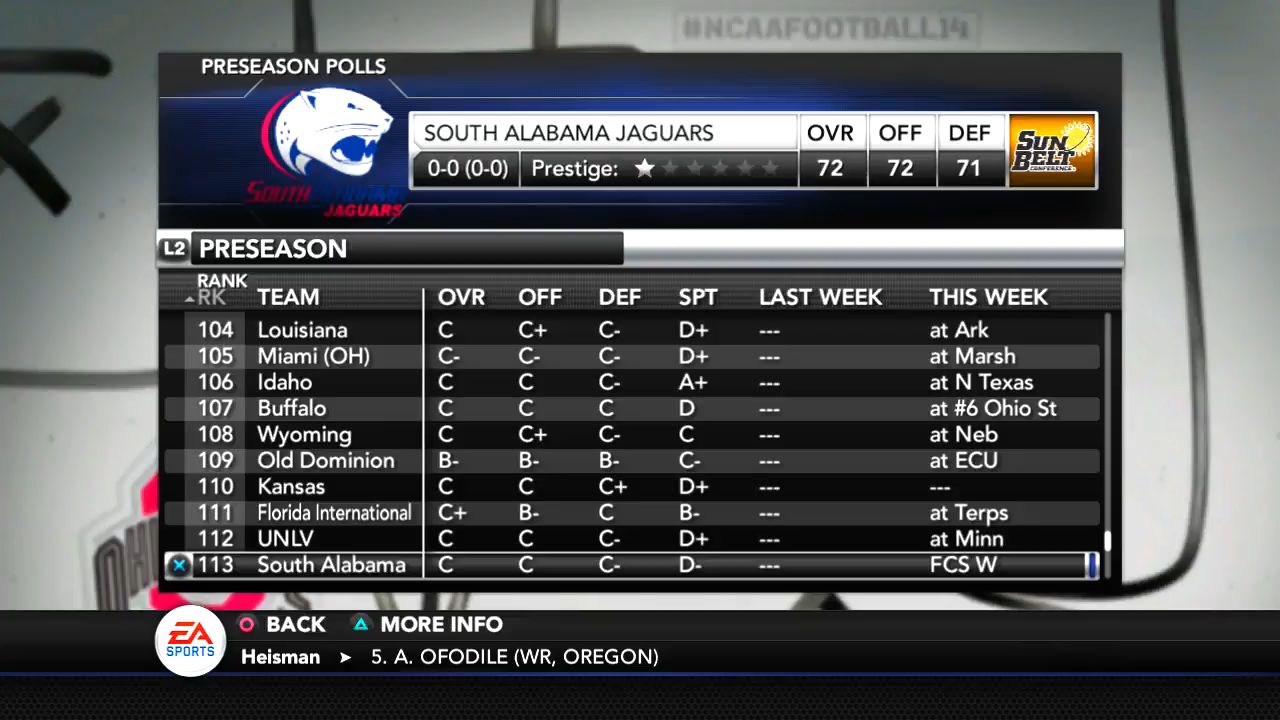 #NCAAFOOTBALL14
PRESEASON POLLS
SOUTH ALABAMA JAGUARS OVR OFF DEF
0-0 (0-0) Prestige: 72 72 71
SUN BELT CONFERENCE
SOUTH ALABAMA
JAGUARS
L2 PRESEASON
RANK
RK TEAM OVR OFF DEF SPT LAST WEEK THIS WEEK
104 Louisiana C C+ C- D+ --- at Ark
105 Miami (OH) C- C- C- D+ --- at Marsh
106 Idaho C C C- A+ --- at N Texas
107 Buffalo C C C D --- at #6 Ohio St
108 Wyoming C C+ C- C --- at Neb
109 Old Dominion B- B- B- C- --- at ECU
110 Kansas C C C+ D+ --- ---
111 Florida International C+ B- C B- --- at Terps
112 UNLV C C C- D+ --- at Minn
113 South Alabama C C C- D- --- FCS W
EA SPORTS
BACK MORE INFO
Heisman 5. A. OFODILE (WR, OREGON)